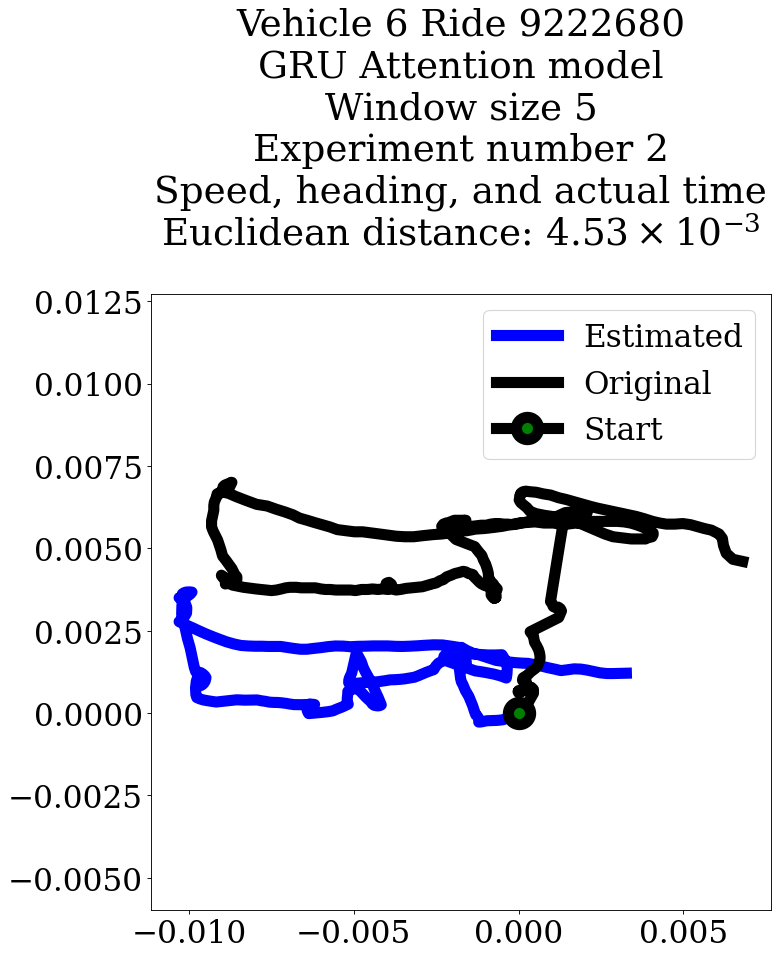 Vehicle 6 Ride 9222680
GRU Attention model
Window size 5
Experiment number 2
Speed, heading, and actual time
Euclidean distance: 4.53 × 10⁻³
Estimated
Original
Start
0.0125
0.0100
0.0075
0.0050
0.0025
0.0000
−0.0025
−0.0050
−0.010 −0.005 0.000 0.005